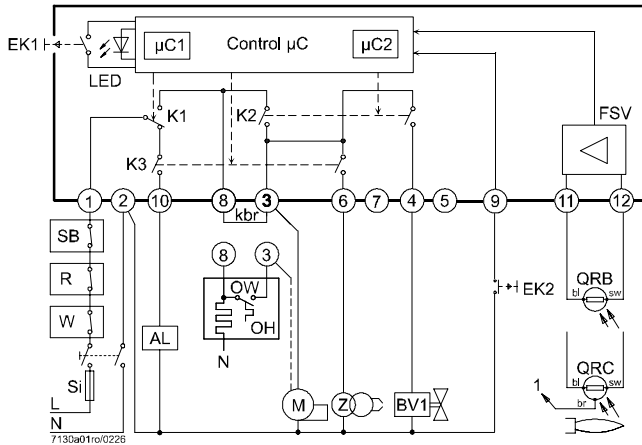 EK1
LED
µC1
Control µC
µC2
K1
K2
K3
FSV
1
2
10
8
3
6
7
4
5
9
11
12
kbr
SB
R
W
Si
L
N
7130a01ro/0226
AL
8
3
OW
OH
N
M
Z
BV1
EK2
QRB
bl
sw
QRC
bl
sw
br
1